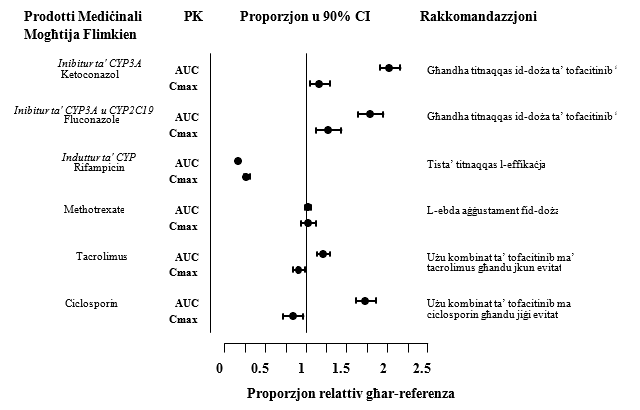 Prodotti Mediċinali PK Proporzjon u 90% CI Rakkomandazzjoni
Mogħtija Flimkien
Inibitur ta' CYP3A
Ketoconazol AUC Għandha titnaqqas id-doża ta’ tofacitinib
Cmax
Inibitur ta' CYP3A u CYP2C19
Fluconazole AUC Għandha titnaqqas id-doża ta’ tofacitinib
Cmax
Induttur ta' CYP
Rifampicin AUC Tista’ titnaqqas l-effikaċja
Cmax
Methotrexate AUC L-ebda aġġustament fid-doża
Cmax
Tacrolimus AUC Użu kombinat ta’ tofacitinib ma’
Cmax tacrolimus għandu jkun evitat
Ciclosporin AUC Użu kombinat ta’ tofacitinib ma
Cmax ciclosporin għandu jiġi evitat
0 0.5 1 1.5 2 2.5
Proporzjon relattiv għar-referenza